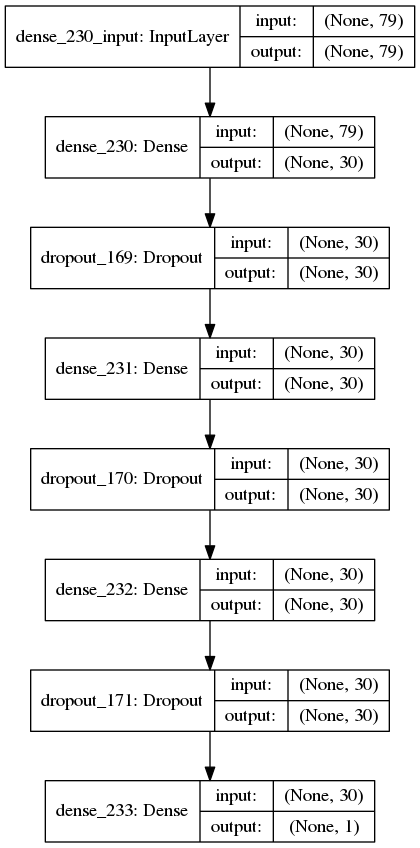 dense_230_input: InputLayer input: (None, 79)
output: (None, 79)
dense_230: Dense input: (None, 79)
output: (None, 30)
dropout_169: Dropout input: (None, 30)
output: (None, 30)
dense_231: Dense input: (None, 30)
output: (None, 30)
dropout_170: Dropout input: (None, 30)
output: (None, 30)
dense_232: Dense input: (None, 30)
output: (None, 30)
dropout_171: Dropout input: (None, 30)
output: (None, 30)
dense_233: Dense input: (None, 30)
output: (None, 1)